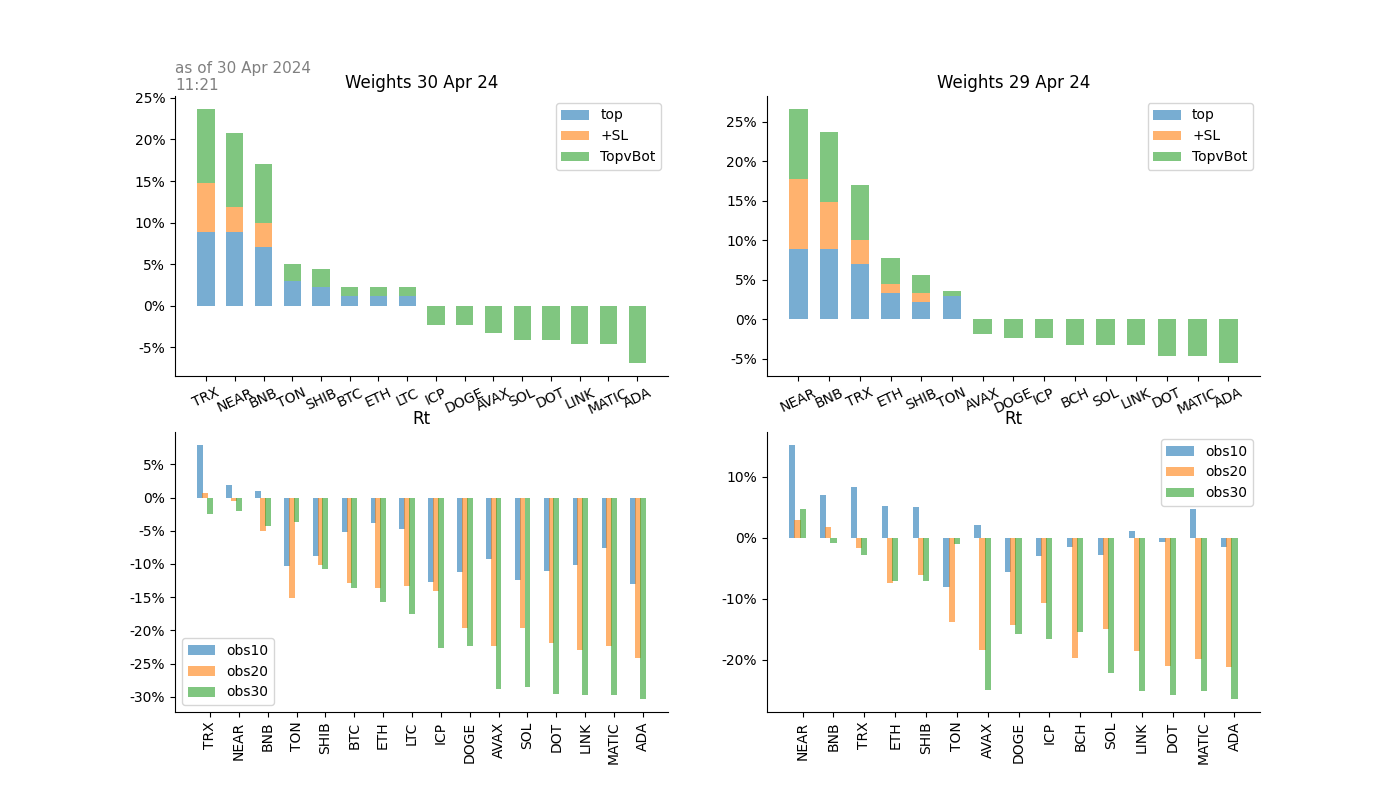 as of 30 Apr 2024
11:21
Weights 30 Apr 24
25%
20%
15%
10%
5%
0%
-5%
top
+SL
TopvBot
TRX NEAR BNB TON SHIB BTC ETH LTC ICP DOGE AVAX SOL DOT LINK MATIC ADA
Weights 29 Apr 24
25%
20%
15%
10%
5%
0%
-5%
top
+SL
TopvBot
NEAR BNB TRX ETH SHIB TON AVAX DOGE ICP BCH SOL LINK DOT MATIC ADA
Rt
5%
0%
-5%
-10%
-15%
-20%
-25%
-30%
obs10
obs20
obs30
TRX NEAR BNB TON SHIB BTC ETH LTC ICP DOGE AVAX SOL DOT LINK MATIC ADA
Rt
10%
0%
-10%
-20%
obs10
obs20
obs30
NEAR BNB TRX ETH SHIB TON AVAX DOGE ICP BCH SOL LINK DOT MATIC ADA